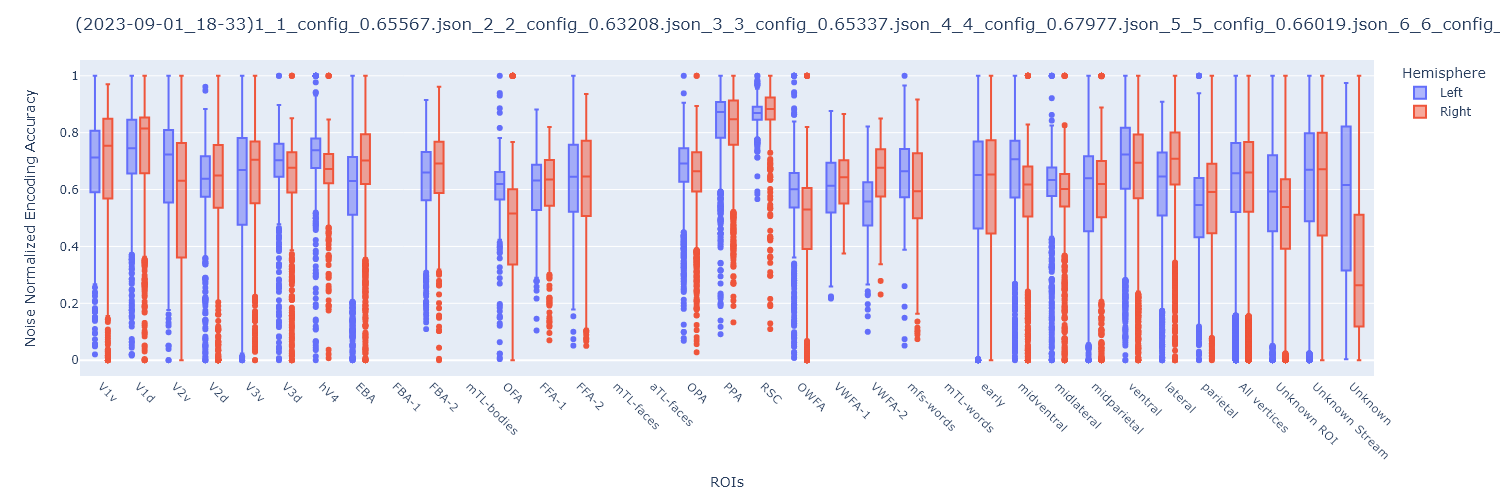 (2023-09-01_18-33)1_1_config_0.65567.json_2_2_config_0.63208.json_3_3_config_0.65337.json_4_4_config_0.67977.json_5_5_config_0.66019.json_6_6_config_
Hemisphere
Left
Right
Noise Normalized Encoding Accuracy
1
0.8
0.6
0.4
0.2
0
V1v
V1d
V2v
V2d
V3v
V3d
hV4
EBA
FBA-1
FBA-2
mTL-bodies
OFA
FFA-1
FFA-2
mTL-faces
aTL-faces
OPA
PPA
RSC
OWFA
VWFA-1
VWFA-2
mfs-words
mTL-words
early
midventral
midlateral
midparietal
ventral
lateral
parietal
All vertices
Unknown ROI
Unknown Stream
Unknown
ROIs